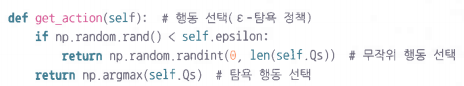 def get_action(self):  # 행동 선택(ε-탐욕 정책)
    if np.random.rand() < self.epsilon:
        return np.random.randint(0, len(self.Qs))  # 무작위 행동 선택
    return np.argmax(self.Qs)  # 탐욕 행동 선택